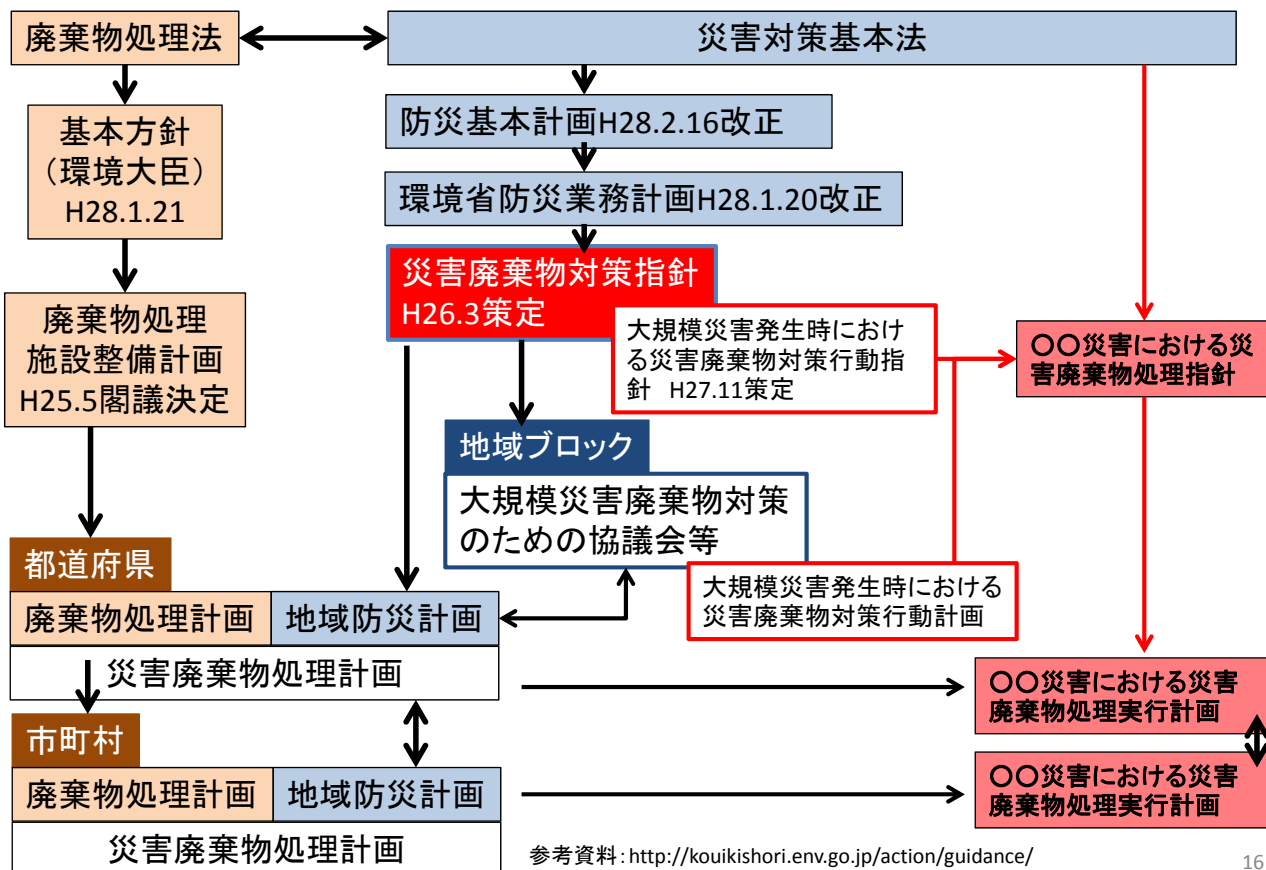 廃棄物処理法
災害対策基本法
基本方針
（環境大臣）
H28.1.21
防災基本計画H28.2.16改正
環境省防災業務計画H28.1.20改正
災害廃棄物対策指針
H26.3策定
廃棄物処理
施設整備計画
H25.5閣議決定
大規模災害発生時におけ
る災害廃棄物対策行動指
針 H27.11策定
〇〇災害における災
害廃棄物処理指針
地域ブロック
大規模災害廃棄物対策
のための協議会等
大規模災害発生時における
災害廃棄物対策行動計画
都道府県
廃棄物処理計画
地域防災計画
災害廃棄物処理計画
〇〇災害における災害
廃棄物処理実行計画
市町村
廃棄物処理計画
地域防災計画
災害廃棄物処理計画
〇〇災害における災害
廃棄物処理実行計画
参考資料：http://kouikishori.env.go.jp/action/guidance/
16